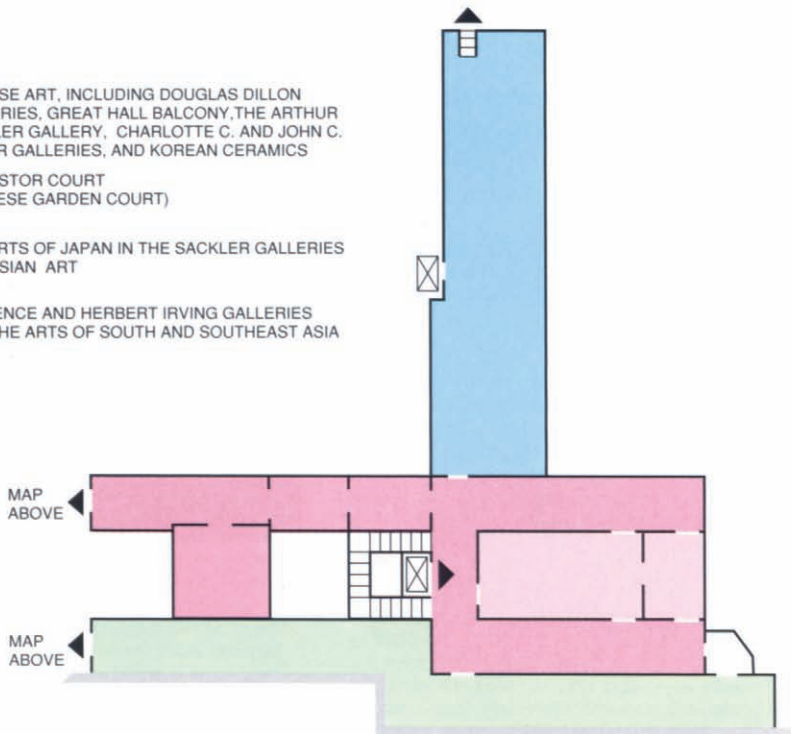 SE ART, INCLUDING DOUGLAS DILLON
RIES, GREAT HALL BALCONY,THE ARTHUR
LER GALLERY, CHARLOTTE C. AND JOHN C.
R GALLERIES, AND KOREAN CERAMICS
STOR COURT
ESE GARDEN COURT)
RTS OF JAPAN IN THE SACKLER GALLERIES
SIAN ART
ENCE AND HERBERT IRVING GALLERIES
HE ARTS OF SOUTH AND SOUTHEAST ASIA
MAP
ABOVE
MAP
ABOVE